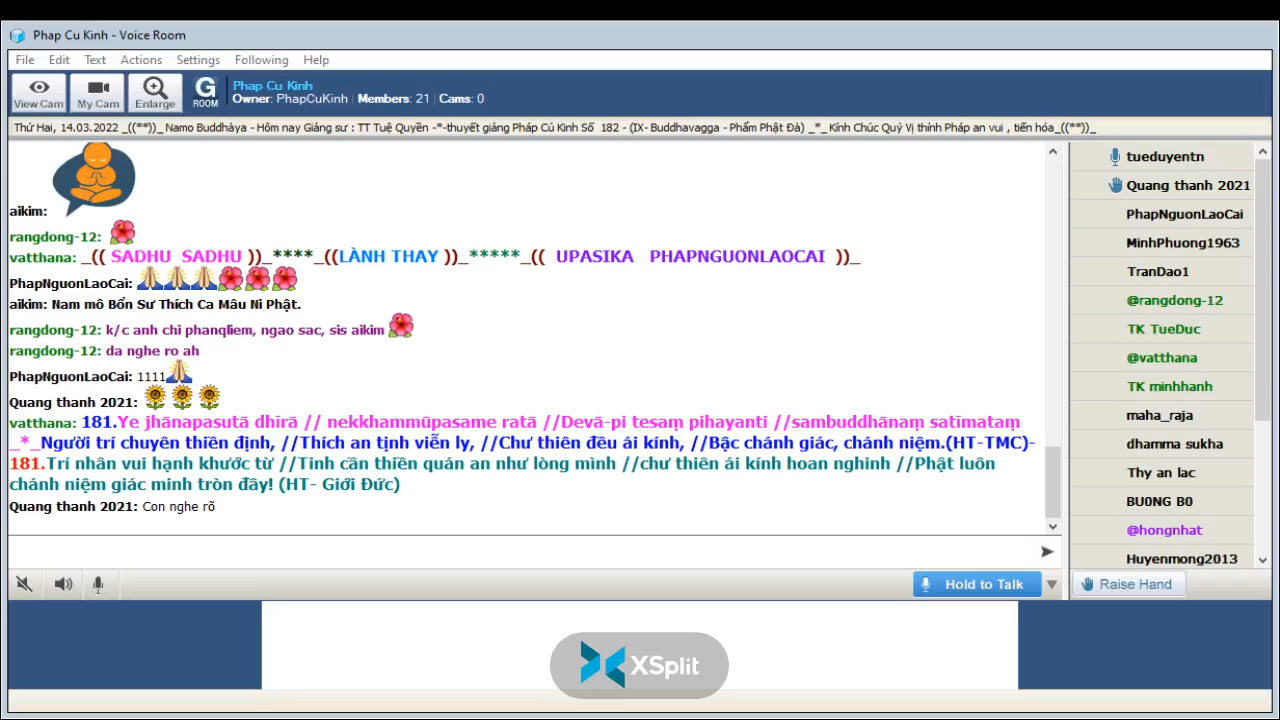 Phap Cu Kinh - Voice Room
File Edit Text Actions Settings Following Help
View Cam My Cam Enlarge G ROOM
Phap Cu Kinh
Owner: PhapCuKinh | Members: 21 | Cams: 0
Thứ Hai, 14.03.2022 _((**))_ Namo Buddhàya - Hôm nay Giảng sư : TT Tuệ Quyền -*-thuyết giảng Pháp Cú Kinh Số 182 - (IX- Buddhavagga - Phẩm Phật Đà) _*_ Kính Chúc Quý Vị thính Pháp an vui , tiến hóa_((**))_
aikim:
rangdong-12:
vatthana: _(( SADHU SADHU ))_****_((LÀNH THAY ))_*****_(( UPASIKA PHAPNGUONLAOCAI ))_
PhapNguonLaoCai:
aikim: Nam mô Bổn Sư Thích Ca Mâu Ni Phật.
rangdong-12: k/c anh chi phanqliem, ngao sac, sis aikim
rangdong-12: da nghe ro ah
PhapNguonLaoCai: 1111
Quang thanh 2021:
vatthana: 181.Ye jhānapasutā dhīrā // nekkhammūpasame ratā //Devā-pi tesaṃ pihayanti //sambuddhānaṃ satīmataṃ
_*_Người trí chuyên thiền định, //Thích an tịnh viễn ly, //Chư thiên đều ái kính, //Bậc chánh giác, chánh niệm.(HT-TMC)-
181.Trí nhân vui hạnh khước từ //Tinh cần thiền quán an như lòng mình //chư thiên ái kính hoan nghinh //Phật luôn
chánh niệm giác minh tròn đầy! (HT- Giới Đức)
Quang thanh 2021: Con nghe rõ
Hold to Talk
tueduyentn
Quang thanh 2021
PhapNguonLaoCai
MinhPhuong1963
TranDao1
@rangdong-12
TK TueDuc
@vatthana
TK minhhanh
maha_raja
dhamma sukha
Thy an lac
BU0NG B0
@hongnhat
Huyenmong2013
Raise Hand
XSplit